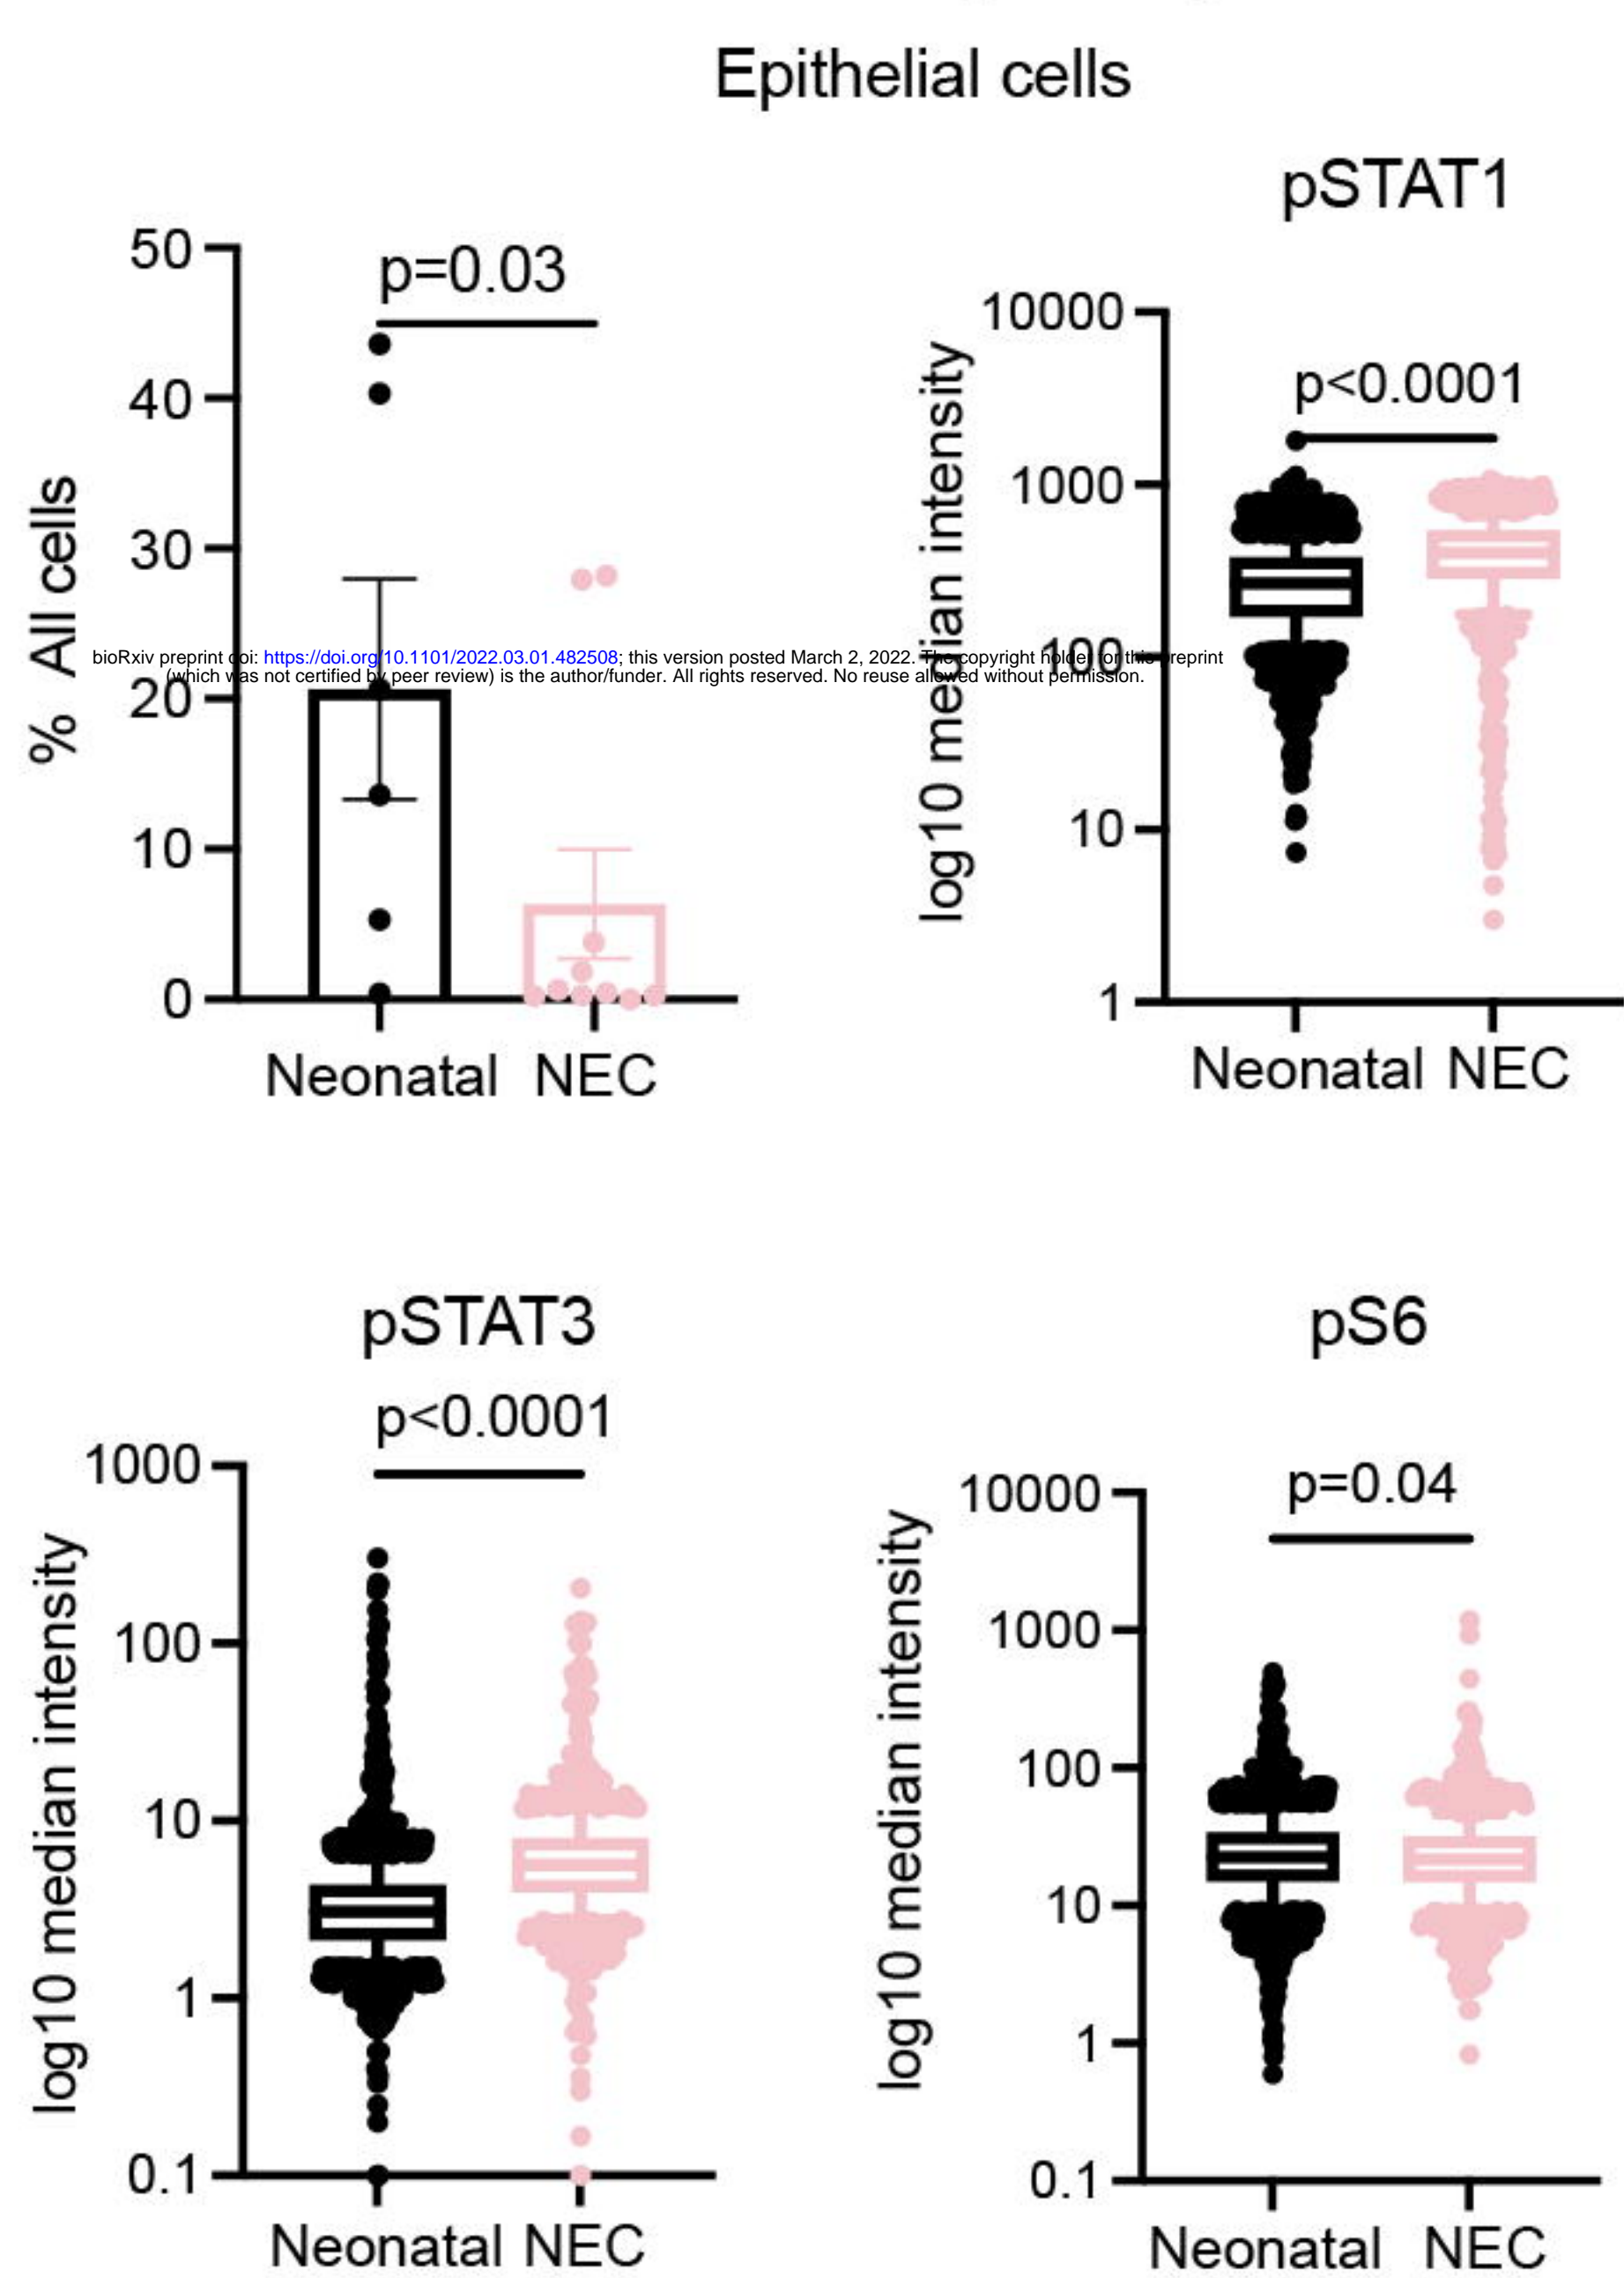 Epithelial cells
pSTAT1
50
40
30
20
10
0
% All cells
p=0.03
Neonatal NEC
10000
1000
100
10
1
log10 median intensity
p<0.0001
Neonatal NEC
bioRxiv preprint doi: https://doi.org/10.1101/2022.03.01.482508; this version posted March 2, 2022. The copyright holder for this preprint
(which was not certified by peer review) is the author/funder. All rights reserved. No reuse allowed without permission.
pSTAT3
p<0.0001
1000
100
10
1
0.1
log10 median intensity
Neonatal NEC
pS6
p=0.04
10000
1000
100
10
1
0.1
log10 median intensity
Neonatal NEC